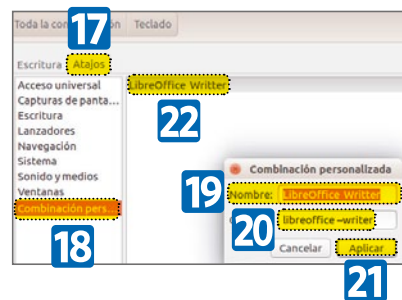 Toda la con ón Teclado
17
Escritura Atajos
Acceso universal
LibreOffice Writter
Capturas de panta...
Escritura
22
Lanzadores
Navegación
Sistema
Combinación personalizada
Sonido y medios
19
Nombre: LibreOffice Writter
Ventanas
Combinación pers...
20
libreoffice –writer
18
Cancelar Aplicar
21